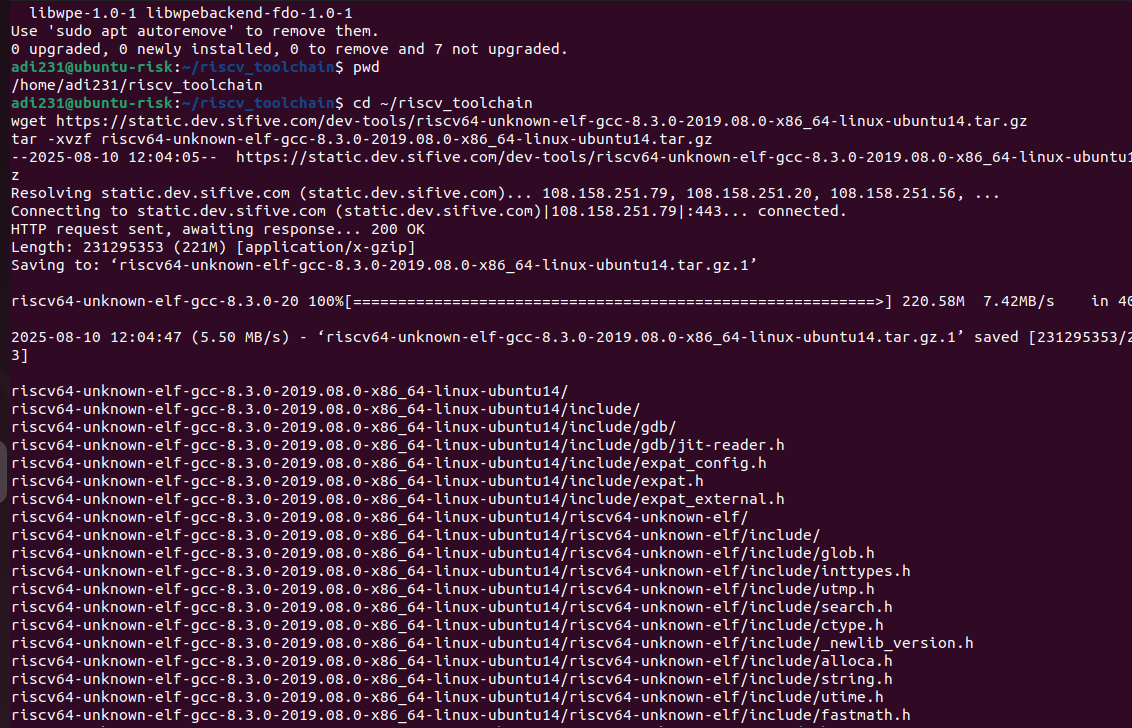 libwpe-1.0-1 libwpebackend-fdo-1.0-1
Use 'sudo apt autoremove' to remove them.
0 upgraded, 0 newly installed, 0 to remove and 7 not upgraded.
adi231@ubuntu-risk:~/riscv_toolchain$ pwd
/home/adi231/riscv_toolchain
adi231@ubuntu-risk:~/riscv_toolchain$ cd ~/riscv_toolchain
wget https://static.dev.sifive.com/dev-tools/riscv64-unknown-elf-gcc-8.3.0-2019.08.0-x86_64-linux-ubuntu14.tar.gz
tar -xvzf riscv64-unknown-elf-gcc-8.3.0-2019.08.0-x86_64-linux-ubuntu14.tar.gz
--2025-08-10 12:04:05--  https://static.dev.sifive.com/dev-tools/riscv64-unknown-elf-gcc-8.3.0-2019.08.0-x86_64-linux-ubuntu1
z
Resolving static.dev.sifive.com (static.dev.sifive.com)... 108.158.251.79, 108.158.251.20, 108.158.251.56, ...
Connecting to static.dev.sifive.com (static.dev.sifive.com)|108.158.251.79|:443... connected.
HTTP request sent, awaiting response... 200 OK
Length: 231295353 (221M) [application/x-gzip]
Saving to: ‘riscv64-unknown-elf-gcc-8.3.0-2019.08.0-x86_64-linux-ubuntu14.tar.gz.1’
riscv64-unknown-elf-gcc-8.3.0-20 100%[==========================================================>] 220.58M  7.42MB/s    in 40
2025-08-10 12:04:47 (5.50 MB/s) - ‘riscv64-unknown-elf-gcc-8.3.0-2019.08.0-x86_64-linux-ubuntu14.tar.gz.1’ saved [231295353/2
3]
riscv64-unknown-elf-gcc-8.3.0-2019.08.0-x86_64-linux-ubuntu14/
riscv64-unknown-elf-gcc-8.3.0-2019.08.0-x86_64-linux-ubuntu14/include/
riscv64-unknown-elf-gcc-8.3.0-2019.08.0-x86_64-linux-ubuntu14/include/gdb/
riscv64-unknown-elf-gcc-8.3.0-2019.08.0-x86_64-linux-ubuntu14/include/gdb/jit-reader.h
riscv64-unknown-elf-gcc-8.3.0-2019.08.0-x86_64-linux-ubuntu14/include/expat_config.h
riscv64-unknown-elf-gcc-8.3.0-2019.08.0-x86_64-linux-ubuntu14/include/expat.h
riscv64-unknown-elf-gcc-8.3.0-2019.08.0-x86_64-linux-ubuntu14/include/expat_external.h
riscv64-unknown-elf-gcc-8.3.0-2019.08.0-x86_64-linux-ubuntu14/riscv64-unknown-elf/
riscv64-unknown-elf-gcc-8.3.0-2019.08.0-x86_64-linux-ubuntu14/riscv64-unknown-elf/include/
riscv64-unknown-elf-gcc-8.3.0-2019.08.0-x86_64-linux-ubuntu14/riscv64-unknown-elf/include/glob.h
riscv64-unknown-elf-gcc-8.3.0-2019.08.0-x86_64-linux-ubuntu14/riscv64-unknown-elf/include/inttypes.h
riscv64-unknown-elf-gcc-8.3.0-2019.08.0-x86_64-linux-ubuntu14/riscv64-unknown-elf/include/utmp.h
riscv64-unknown-elf-gcc-8.3.0-2019.08.0-x86_64-linux-ubuntu14/riscv64-unknown-elf/include/search.h
riscv64-unknown-elf-gcc-8.3.0-2019.08.0-x86_64-linux-ubuntu14/riscv64-unknown-elf/include/ctype.h
riscv64-unknown-elf-gcc-8.3.0-2019.08.0-x86_64-linux-ubuntu14/riscv64-unknown-elf/include/_newlib_version.h
riscv64-unknown-elf-gcc-8.3.0-2019.08.0-x86_64-linux-ubuntu14/riscv64-unknown-elf/include/alloca.h
riscv64-unknown-elf-gcc-8.3.0-2019.08.0-x86_64-linux-ubuntu14/riscv64-unknown-elf/include/string.h
riscv64-unknown-elf-gcc-8.3.0-2019.08.0-x86_64-linux-ubuntu14/riscv64-unknown-elf/include/utime.h
riscv64-unknown-elf-gcc-8.3.0-2019.08.0-x86_64-linux-ubuntu14/riscv64-unknown-elf/include/fastmath.h